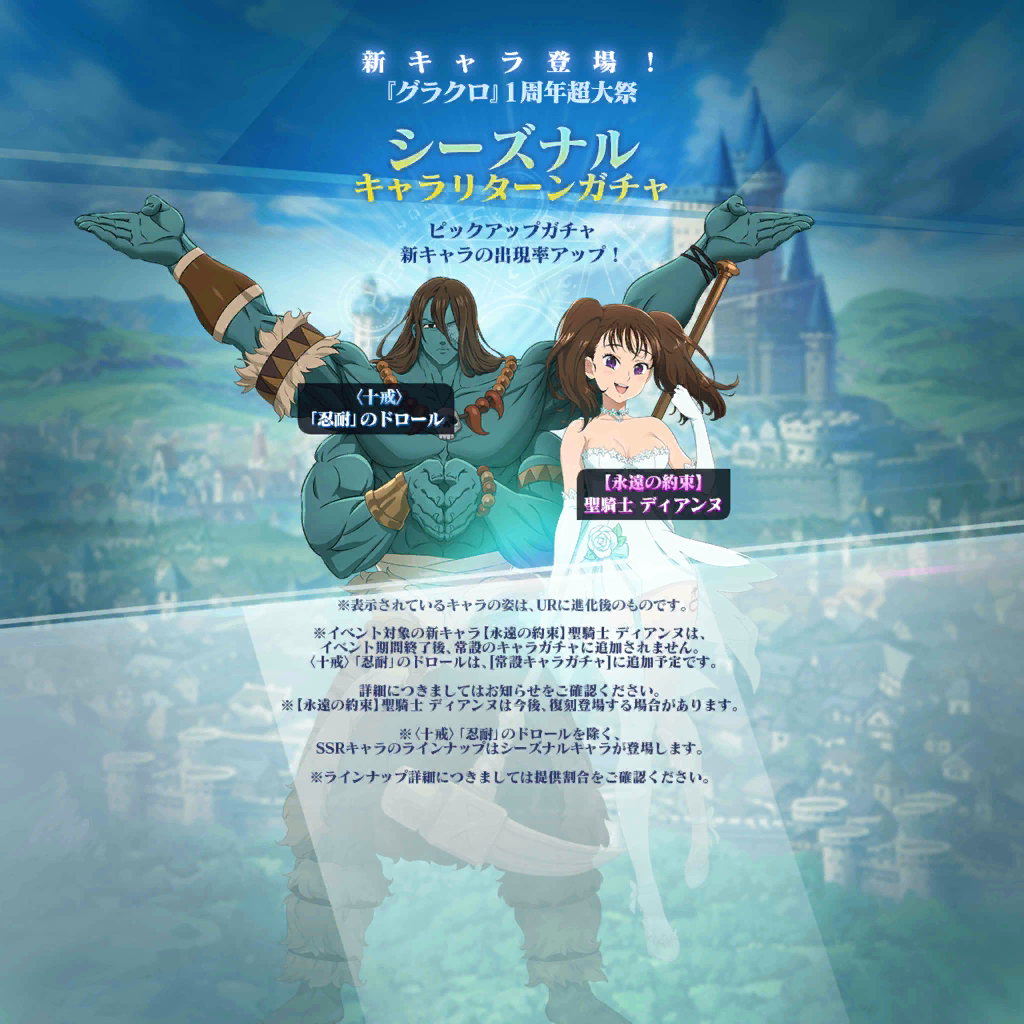 新キャラ登場！
『グラクロ』1周年超大祭
シーズナル
キャラリターンガチャ
ピックアップガチャ
新キャラの出現率アップ！
〈十戒〉
「忍耐」のドロール
【永遠の約束】
聖騎士 ディアンヌ
※表示されているキャラの姿は、URに進化後のものです。
※イベント対象の新キャラ【永遠の約束】聖騎士 ディアンヌは、
イベント期間終了後、常設のキャラガチャに追加されません。
〈十戒〉「忍耐」のドロールは、[常設キャラガチャ]に追加予定です。
詳細につきましてはお知らせをご確認ください。
※【永遠の約束】聖騎士 ディアンヌは今後、復刻登場する場合があります。
※〈十戒〉「忍耐」のドロールを除く、
SSRキャラのラインナップはシーズナルキャラが登場します。
※ラインナップ詳細につきましては提供割合をご確認ください。